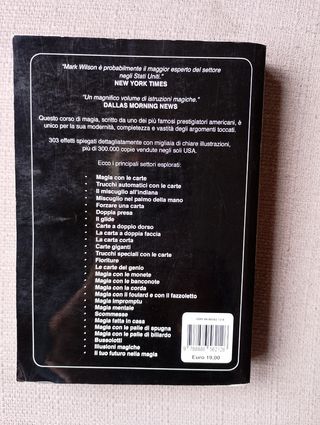 "Mark Wilson è probabilmente il maggior esperto del settore
negli Stati Uniti."
NEW YORK TIMES
"Un magnifico volume di istruzioni magiche."
DALLAS MORNING NEWS
Questo corso di magia, scritto da uno dei più famosi prestigiatori americani, è
unico per la sua modernità, completezza e vastità degli argomenti toccati.
303 effetti spiegati dettagliatamente con migliaia di chiare illustrazioni,
più di 300.000 copie vendute negli soli USA.
Ecco i principali settori esplorati:
Magia con le carte
Trucchi automatici con le carte
Il miscuglio all'indiana
Miscuglio nel palmo della mano
Forzare una carta
Doppia presa
Il glide
Carte a doppio dorso
La carta a doppia faccia
La carta corta
Carte giganti
Trucchi speciali con le carte
Fioriture
Le carte del genio
Magia con le monete
Magia con le banconote
Magia con la corda
Magia con il foulard e con il fazzoletto
Magia impromptu
Magia mentale
Scommesse
Magia fatta in casa
Magia con le palle di spugna
Magia con le palle di biliardo
Bussolotti
Illusioni magiche
Il tuo futuro nella magia
Euro 19,00